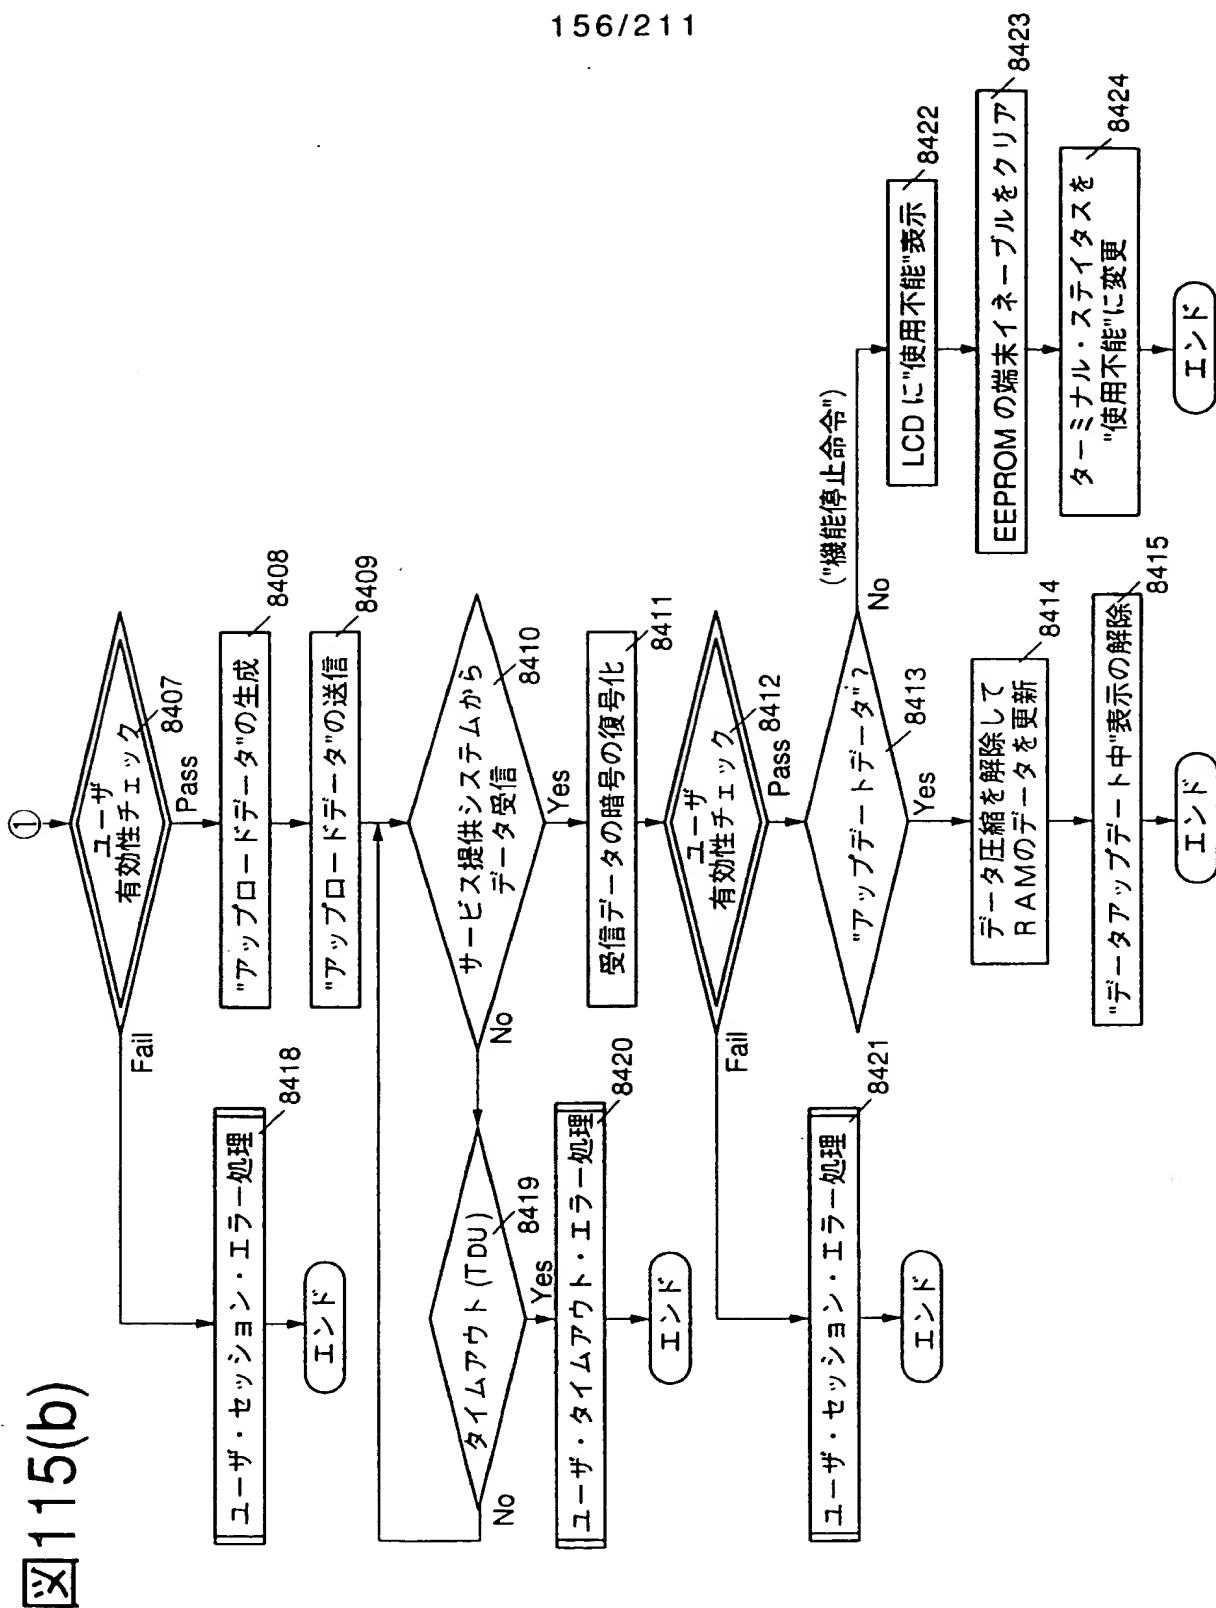 156/211
図115(b)
①
ユーザ
有効性チェック
8407
Fail
Pass
ユーザ・セッション・エラー処理
8418
エンド
"アップロードデータ"の生成
8408
"アップロードデータ"の送信
8409
サービス提供システムから
データ受信
8410
No
Yes
タイムアウト(TDU)
8419
No
Yes
ユーザ・タイムアウト・エラー処理
8420
エンド
受信データの暗号の復号化
8411
ユーザ
有効性チェック
8412
Fail
Pass
ユーザ・セッション・エラー処理
8421
エンド
"アップデートデータ"?
8413
Yes
No
("機能停止命令")
データ圧縮を解除して
RAMのデータを更新
8414
"データアップデート中"表示の解除
8415
エンド
LCDに"使用不能"表示
8422
EEPROMの端末イネーブルをクリア
8423
ターミナル・ステイタスを
"使用不能"に変更
8424
エンド